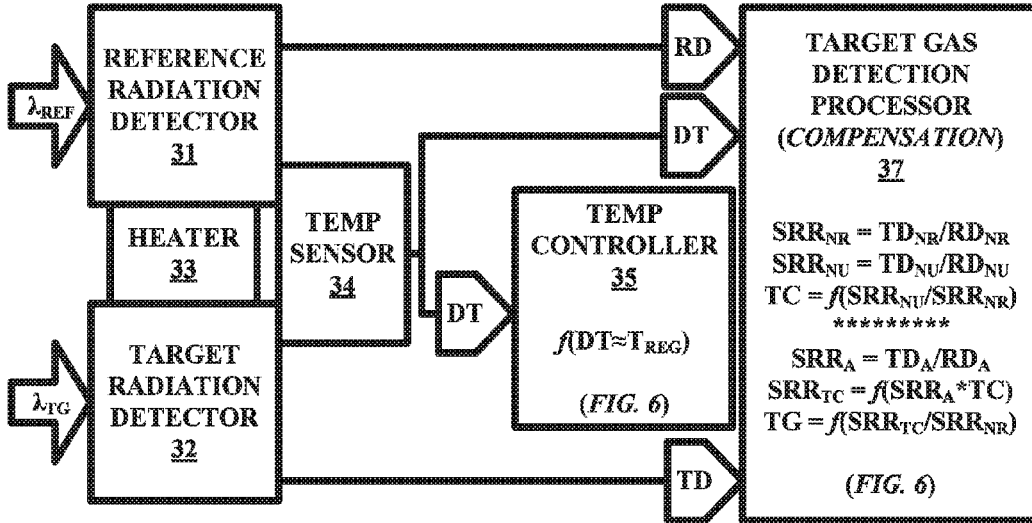 λREF
REFERENCE
RADIATION
DETECTOR
31
HEATER
33
λTG
TARGET
RADIATION
DETECTOR
32
TEMP
SENSOR
34
RD
DT
DT
TEMP
CONTROLLER
35
f(DT≈TREG)
(FIG. 6)
TD
TARGET GAS
DETECTION
PROCESSOR
(COMPENSATION)
37
SRRNR = TDNR/RDNR
SRRNU = TDNU/RDNU
TC = f(SRRNU/SRRNR)
*********
SRRA = TDA/RDA
SRRTC = f(SRRA*TC)
TG = f(SRRTC/SRRNR)
(FIG. 6)